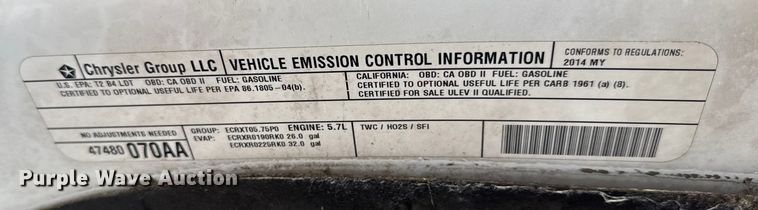 Chrysler Group LLC
VEHICLE EMISSION CONTROL INFORMATION
CONFORMS TO REGULATIONS:
2014 MY
U.S. EPA: T2 B4 LDT OBD: CA OBD II FUEL: GASOLINE
CERTIFIED TO OPTIONAL USEFUL LIFE PER EPA 86.1805-04(b).
CALIFORNIA: OBD: CA OBD II FUEL: GASOLINE
CERTIFIED TO OPTIONAL USEFUL LIFE PER CARB 1961 (a) (8).
CERTIFIED FOR SALE ULEV II QUALIFIED.
NO ADJUSTMENTS NEEDED
47480 070AA
GROUP: ECRXT05.75P0 ENGINE: 5.7L
EVAP: ECRXR0190RK0 26.0 gal
ECRXR0225RK0 32.0 gal
TWC / HO2S / SFI
Purple Wave Auction